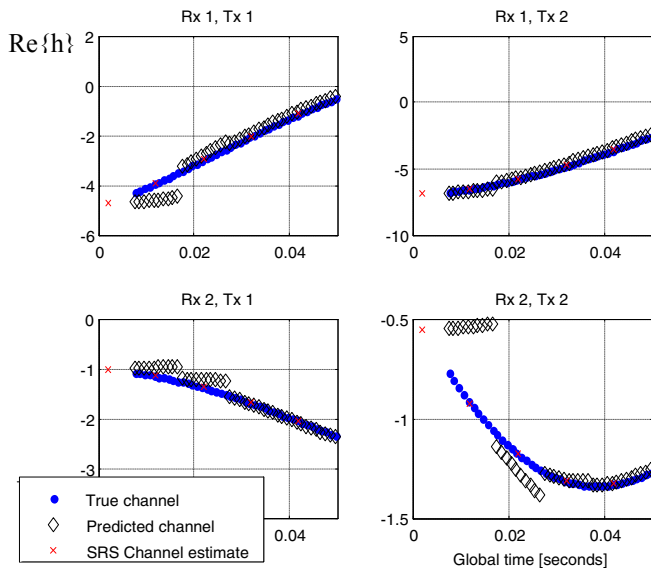 Rx 1, Tx 1
Rx 1, Tx 2
Re{h}
2
0
-2
-4
-6
0
0.02
0.04
5
0
-5
-10
0
0.02
0.04
Rx 2, Tx 1
Rx 2, Tx 2
0
-1
-2
-3
0.04
-0.5
-1
-1.5
0
0.02
0.04
True channel
Predicted channel
SRS Channel estimate
Global time [seconds]